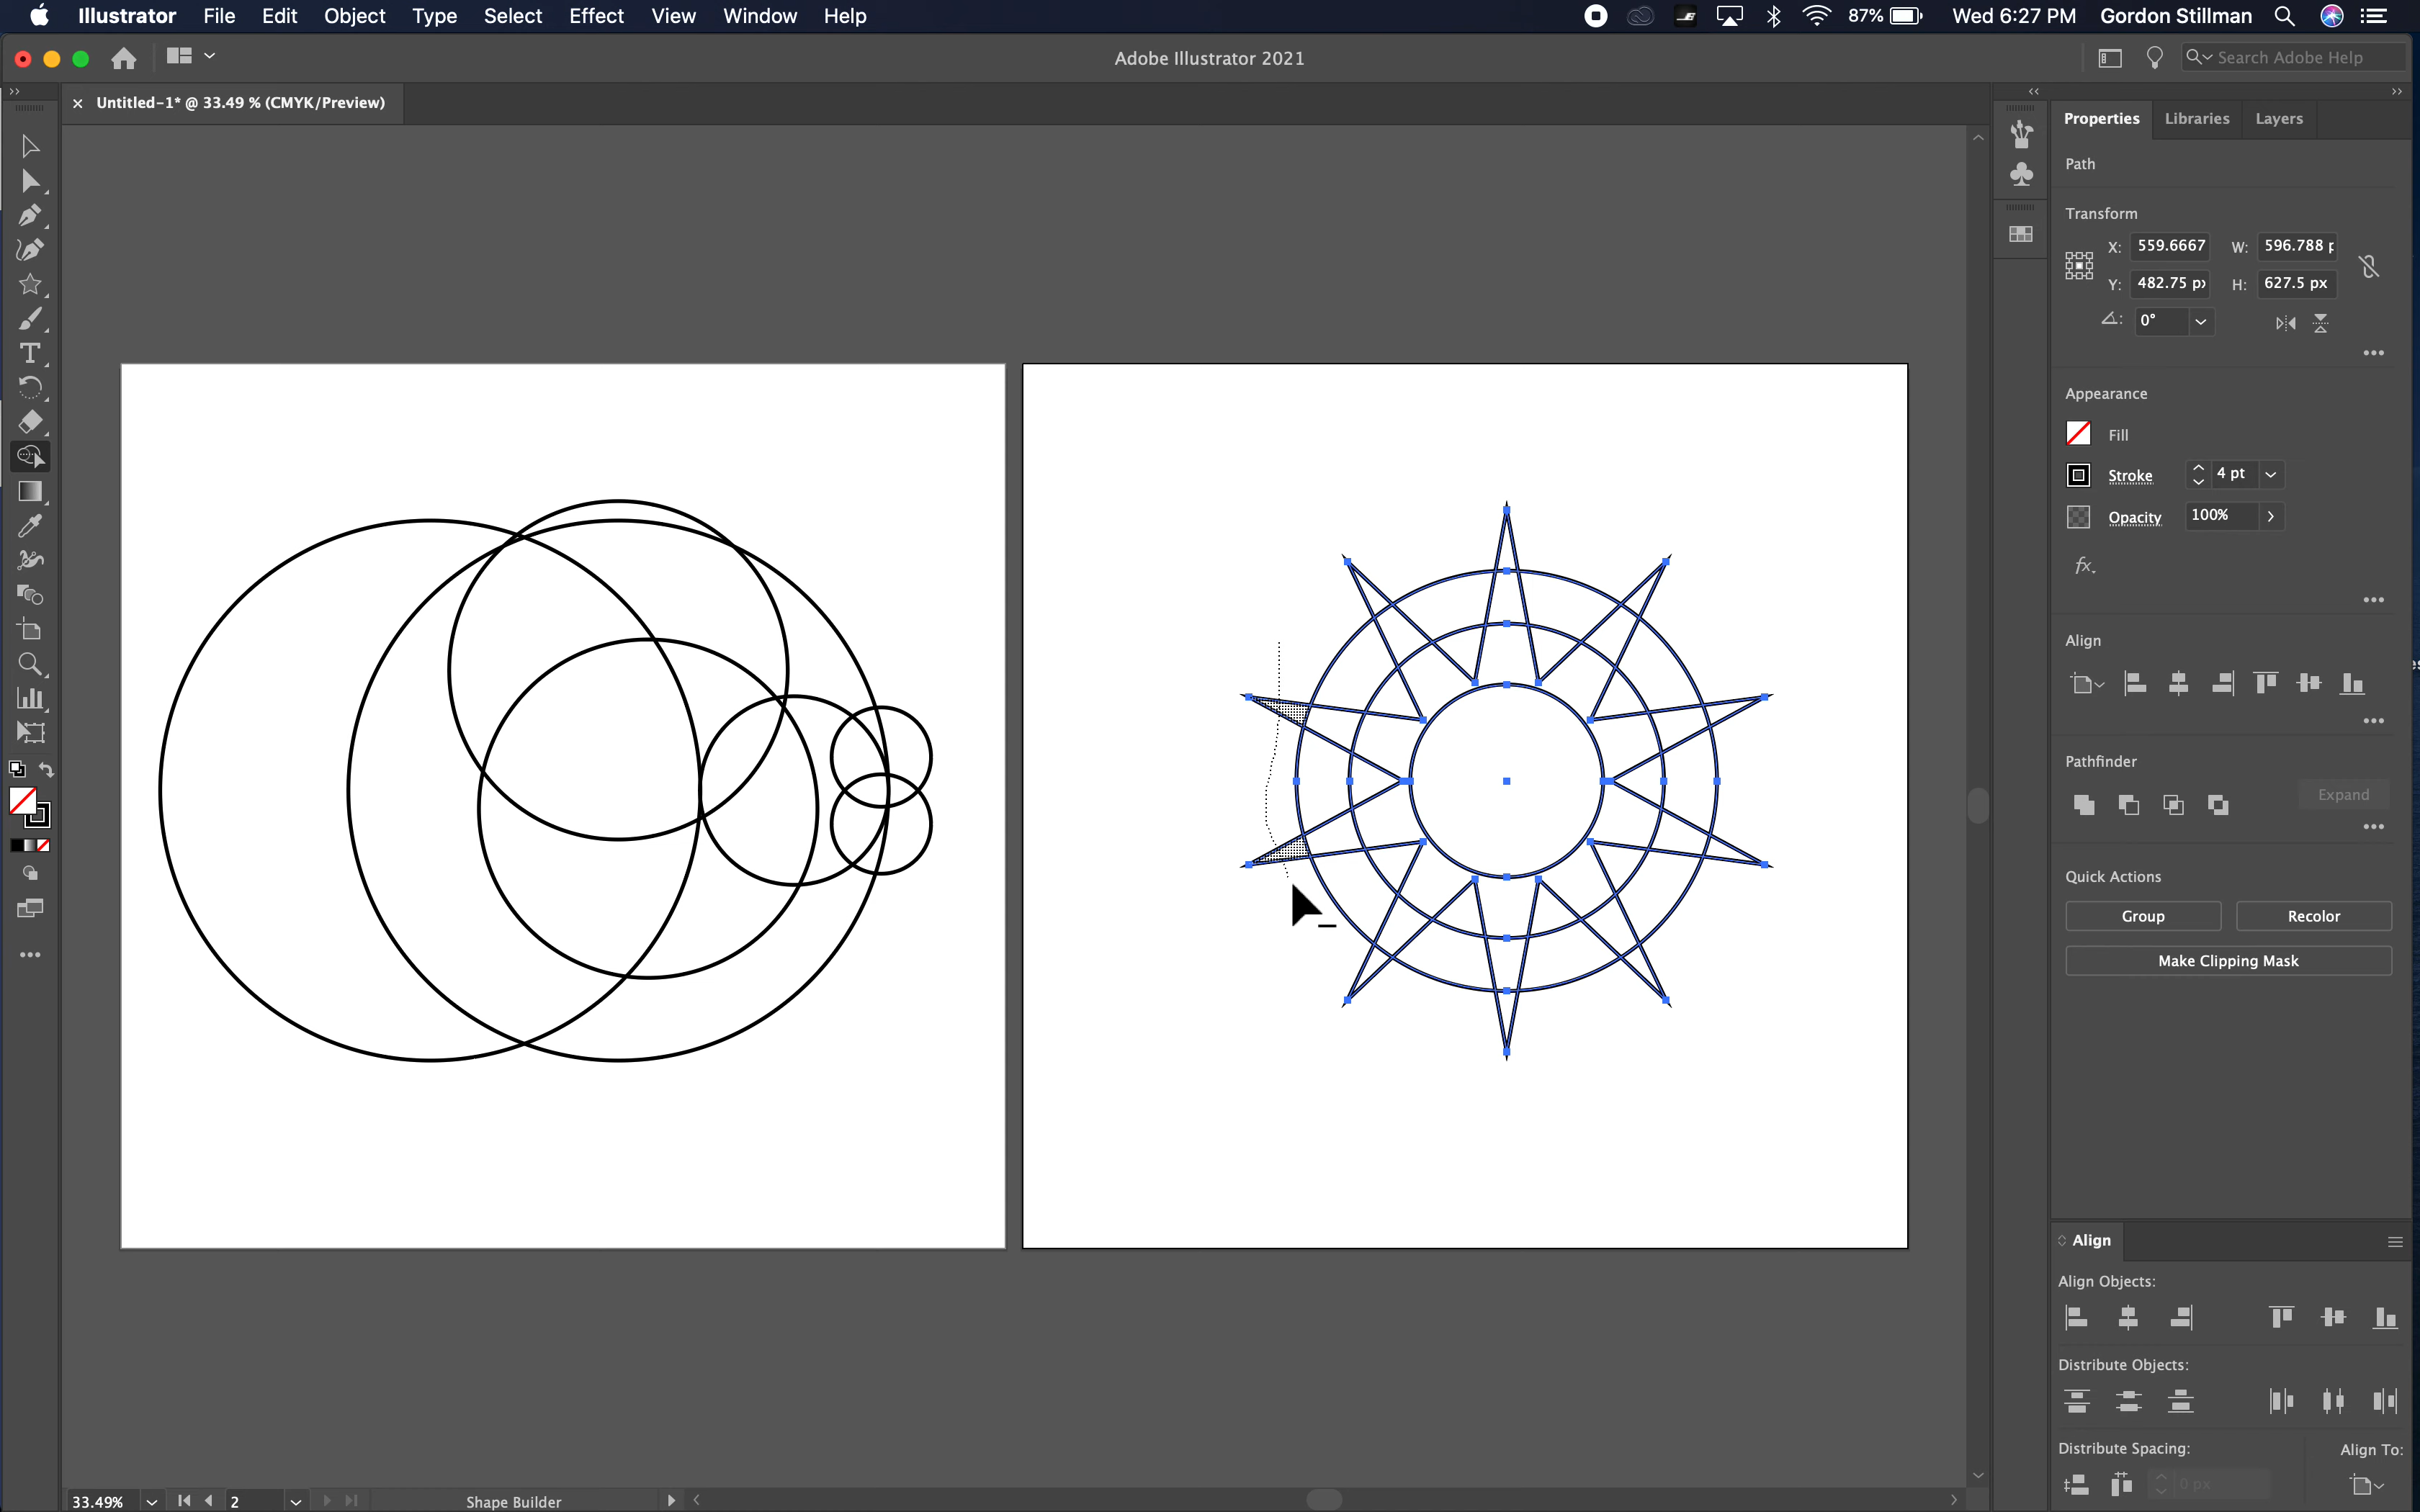 Illustrator File Edit Object Type Select Effect View Window Help 87% Wed 6:27 PM Gordon Stillman
Adobe Illustrator 2021
Search Adobe Help
Untitled-1* @ 33.49 % (CMYK/Preview)
Properties Libraries Layers
Path
Transform
X: 559.6667 W: 596.788 p
Y: 482.75 px H: 627.5 px
0°
Appearance
Fill
Stroke 4 pt
Opacity 100%
fx
Align
Pathfinder
Expand
Quick Actions
Group Recolor
Make Clipping Mask
Align
Align Objects:
Distribute Objects:
Distribute Spacing: Align To:
0 px
33.49% 2 Shape Builder